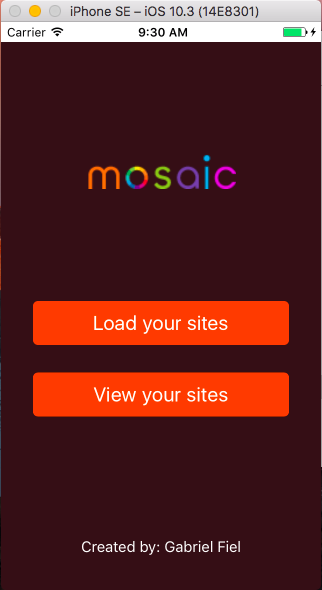 iPhone SE – iOS 10.3 (14E8301)
Carrier 9:30 AM
mosaic
Load your sites
View your sites
Created by: Gabriel Fiel